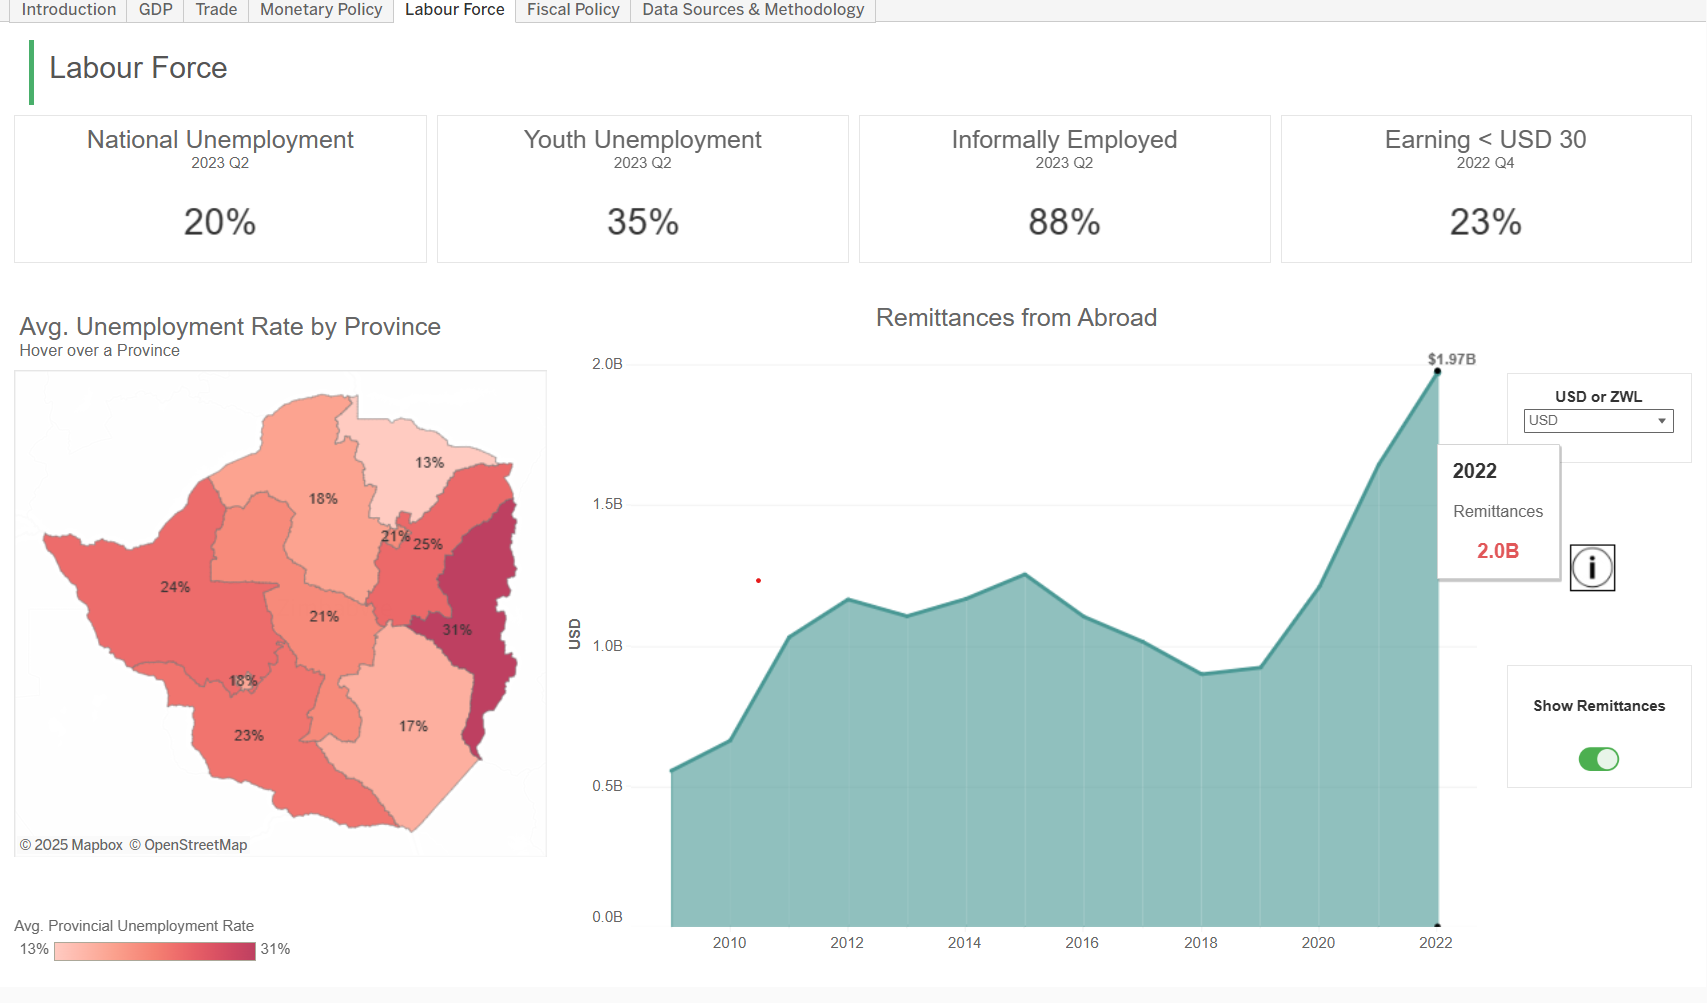 Introduction
GDP
Trade
Monetary Policy
Labour Force
Fiscal Policy
Data Sources & Methodology
Labour Force
National Unemployment
2023 Q2
20%
Youth Unemployment
2023 Q2
35%
Informally Employed
2023 Q2
88%
Earning < USD 30
2022 Q4
23%
Avg. Unemployment Rate by Province
Hover over a Province
13%
18%
21%
25%
24%
21%
31%
18%
17%
23%
© 2025 Mapbox © OpenStreetMap
Avg. Provincial Unemployment Rate
13%
31%
Remittances from Abroad
2.0B
1.5B
1.0B
0.5B
0.0B
USD
$1.97B
2010
2012
2014
2016
2018
2020
2022
2022
Remittances
2.0B
USD or ZWL
USD
i
Show Remittances